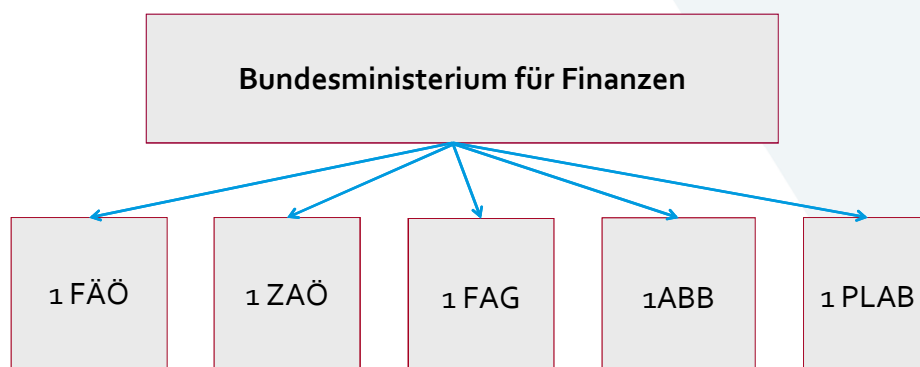 Bundesministerium für Finanzen
1 FÄÖ
1 ZAÖ
1 FAG
1ABB
1 PLAB